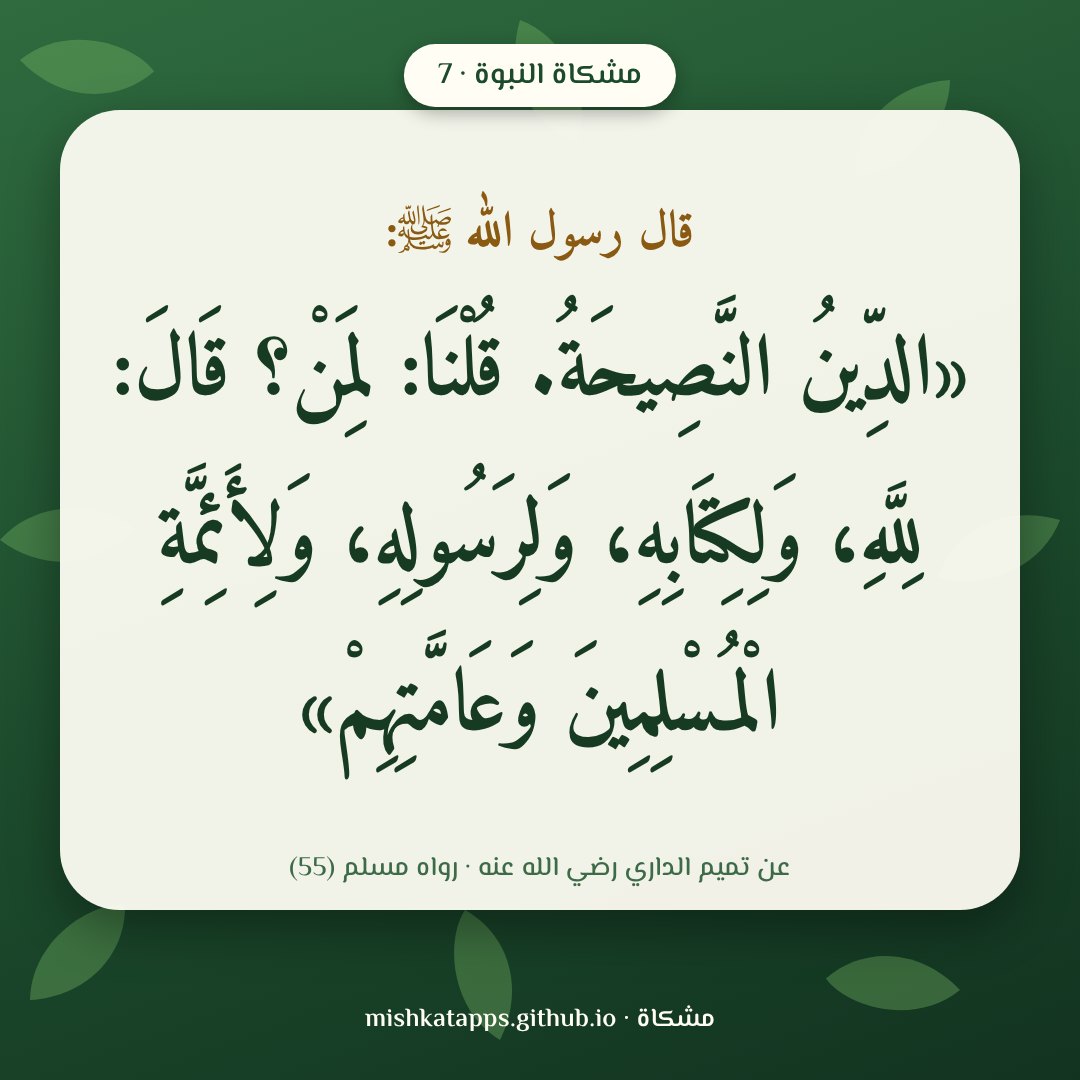 مشكاة النبوة · 7
قال رسول الله ﷺ:
«الدِّينُ النَّصِيحَةُ. قُلْنَا: لِمَنْ؟ قَالَ:
لِلَّهِ، وَلِكِتَابِهِ، وَلِرَسُولِهِ، وَلِأَئِمَّةِ
الْمُسْلِمِينَ وَعَامَّتِهِمْ»
عن تميم الداري رضي الله عنه · رواه مسلم (55)
مشكاة · mishkatapps.github.io